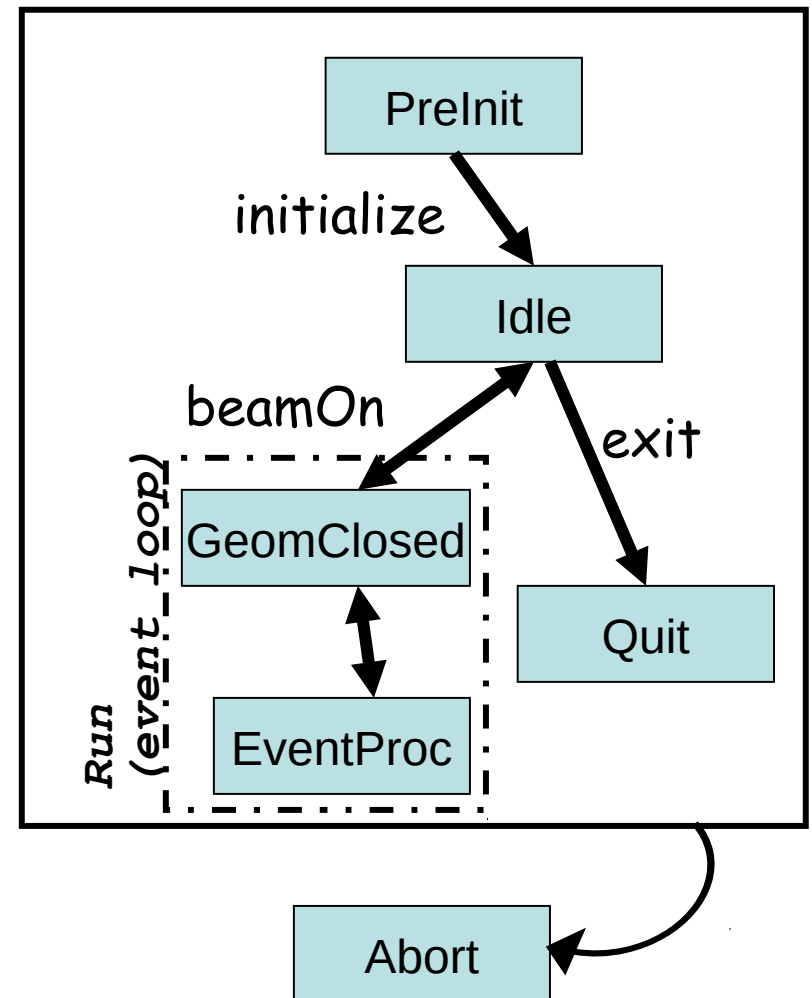 PreInit
initialize
Idle
beamOn
exit
GeomClosed
Quit
EventProc
Run
(event loop)
Abort